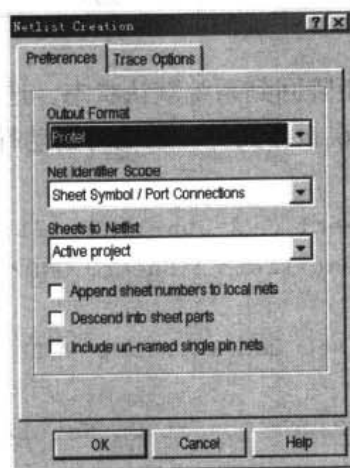 Netlist Creation
Preferences Trace Options
Output Format
Protel
Net Identifier Scope
Sheet Symbol / Port Connections
Sheets to Netlist
Active project
Append sheet numbers to local nets
Descend into sheet parts
Include un-named single pin nets
OK Cancel Help